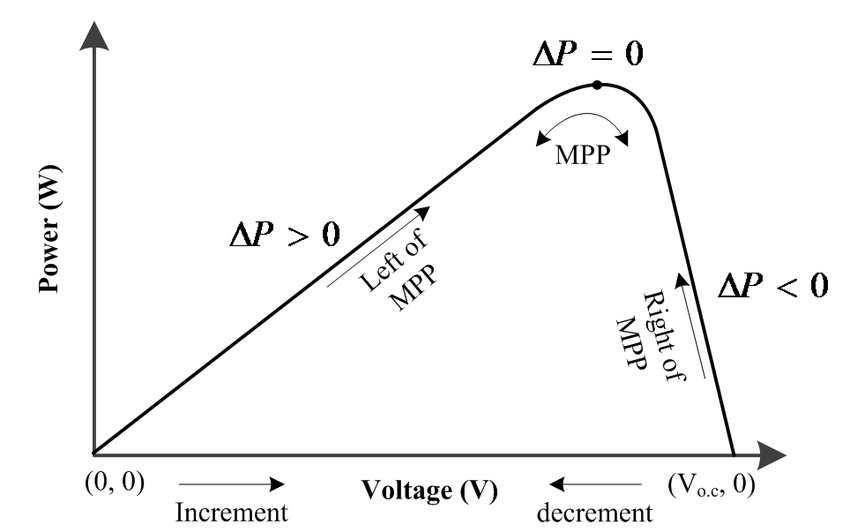 ΔP = 0
MPP
Power (W)
ΔP > 0
Left of
MPP
ΔP < 0
Right of
MPP
(0, 0)
Increment
Voltage (V)
decrement
(Vo.c, 0)